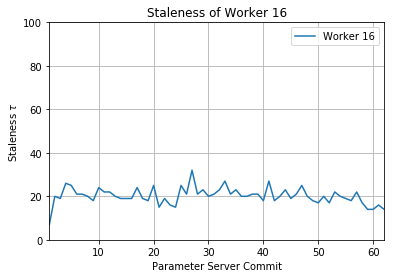 Staleness of Worker 16
Worker 16
100
80
60
40
20
0
Staleness τ
10 20 30 40 50 60
Parameter Server Commit